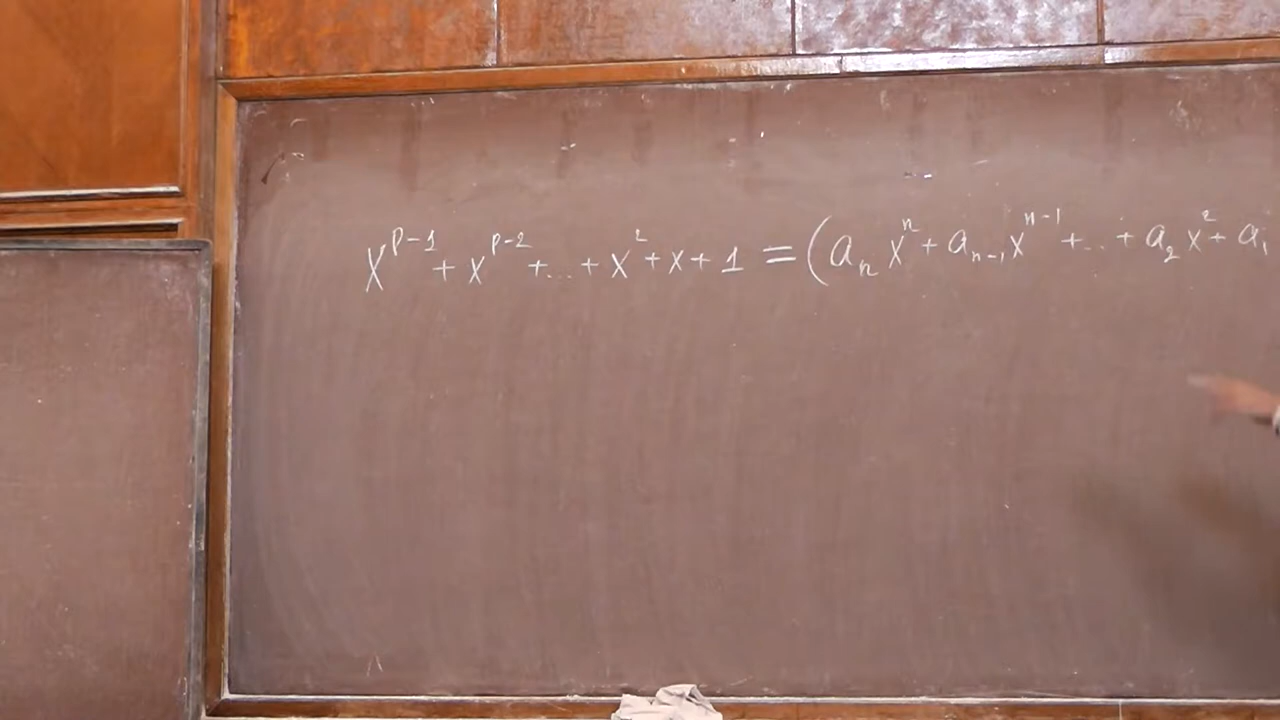 x^{p-1} + x^{p-2} + ... + x^2 + x + 1 = (a_n x^n + a_{n-1} x^{n-1} + ... + a_2 x^2 + a_1